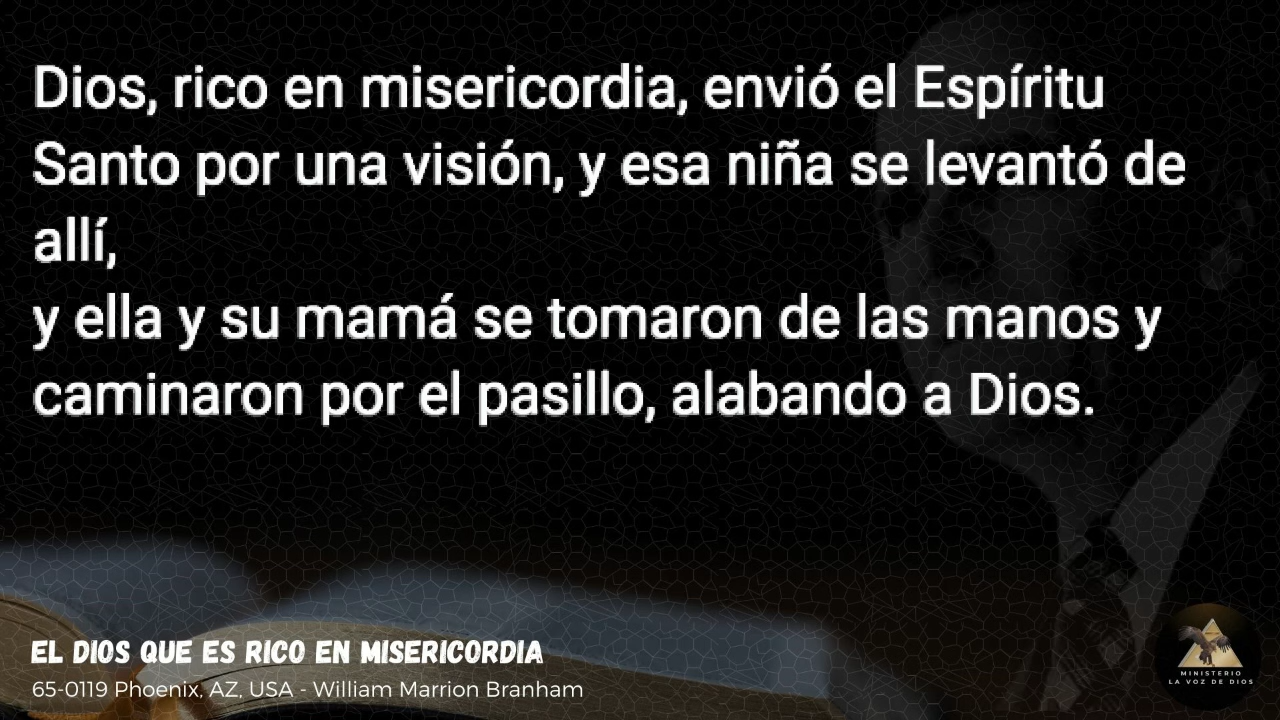 Dios, rico en misericordia, envió el Espíritu
Santo por una visión, y esa niña se levantó de
allí,
y ella y su mamá se tomaron de las manos y
caminaron por el pasillo, alabando a Dios.
EL DIOS QUE ES RICO EN MISERICORDIA
65-0119 Phoenix, AZ, USA - William Marrion Branham
MINISTERIO
LA VOZ DE DIOS